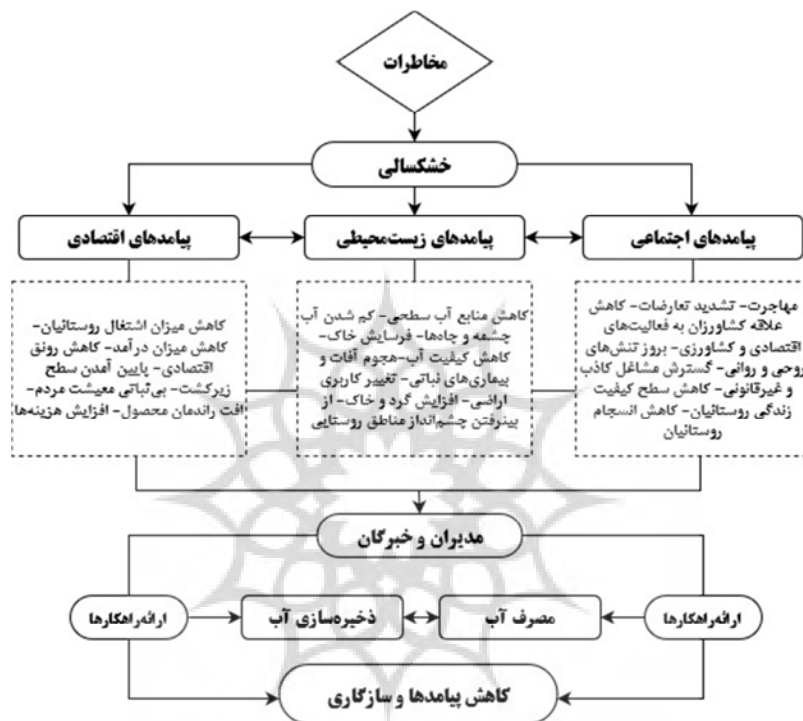 مخاطرات
خشکسالی
پیامدهای اجتماعی
پیامدهای زیست‌محیطی
پیامدهای اقتصادی
مهاجرت- تشدید تعارضات- کاهش
علاقه کشاورزان به فعالیت‌های
اقتصادی و کشاورزی- بروز تنش‌های
روحی و روانی- گسترش مشاغل کاذب
و غیرقانونی- کاهش سطح کیفیت
زندگی روستائیان- کاهش انسجام
روستائیان
کاهش منابع آب سطحی- کم شدن آب
چشمه و چاه‌ها- فرسایش خاک-
کاهش کیفیت آب-هجوم آفات و
بیماری‌های نباتی- تغییر کاربری
اراضی- افزایش گرد و خاک- از
بینرفتن چشم‌انداز مناطق روستایی
کاهش میزان اشتغال روستائیان-
کاهش میزان درآمد- کاهش رونق
اقتصادی- پایین آمدن سطح
زیرکشت- بی‌ثباتی معیشت مردم-
افت راندمان محصول- افزایش هزینه‌ها
مدیران و خبرگان
ارائه‌راهکارها
مصرف آب
ذخیره‌سازی آب
ارائه‌راهکارها
کاهش پیامدها و سازگاری